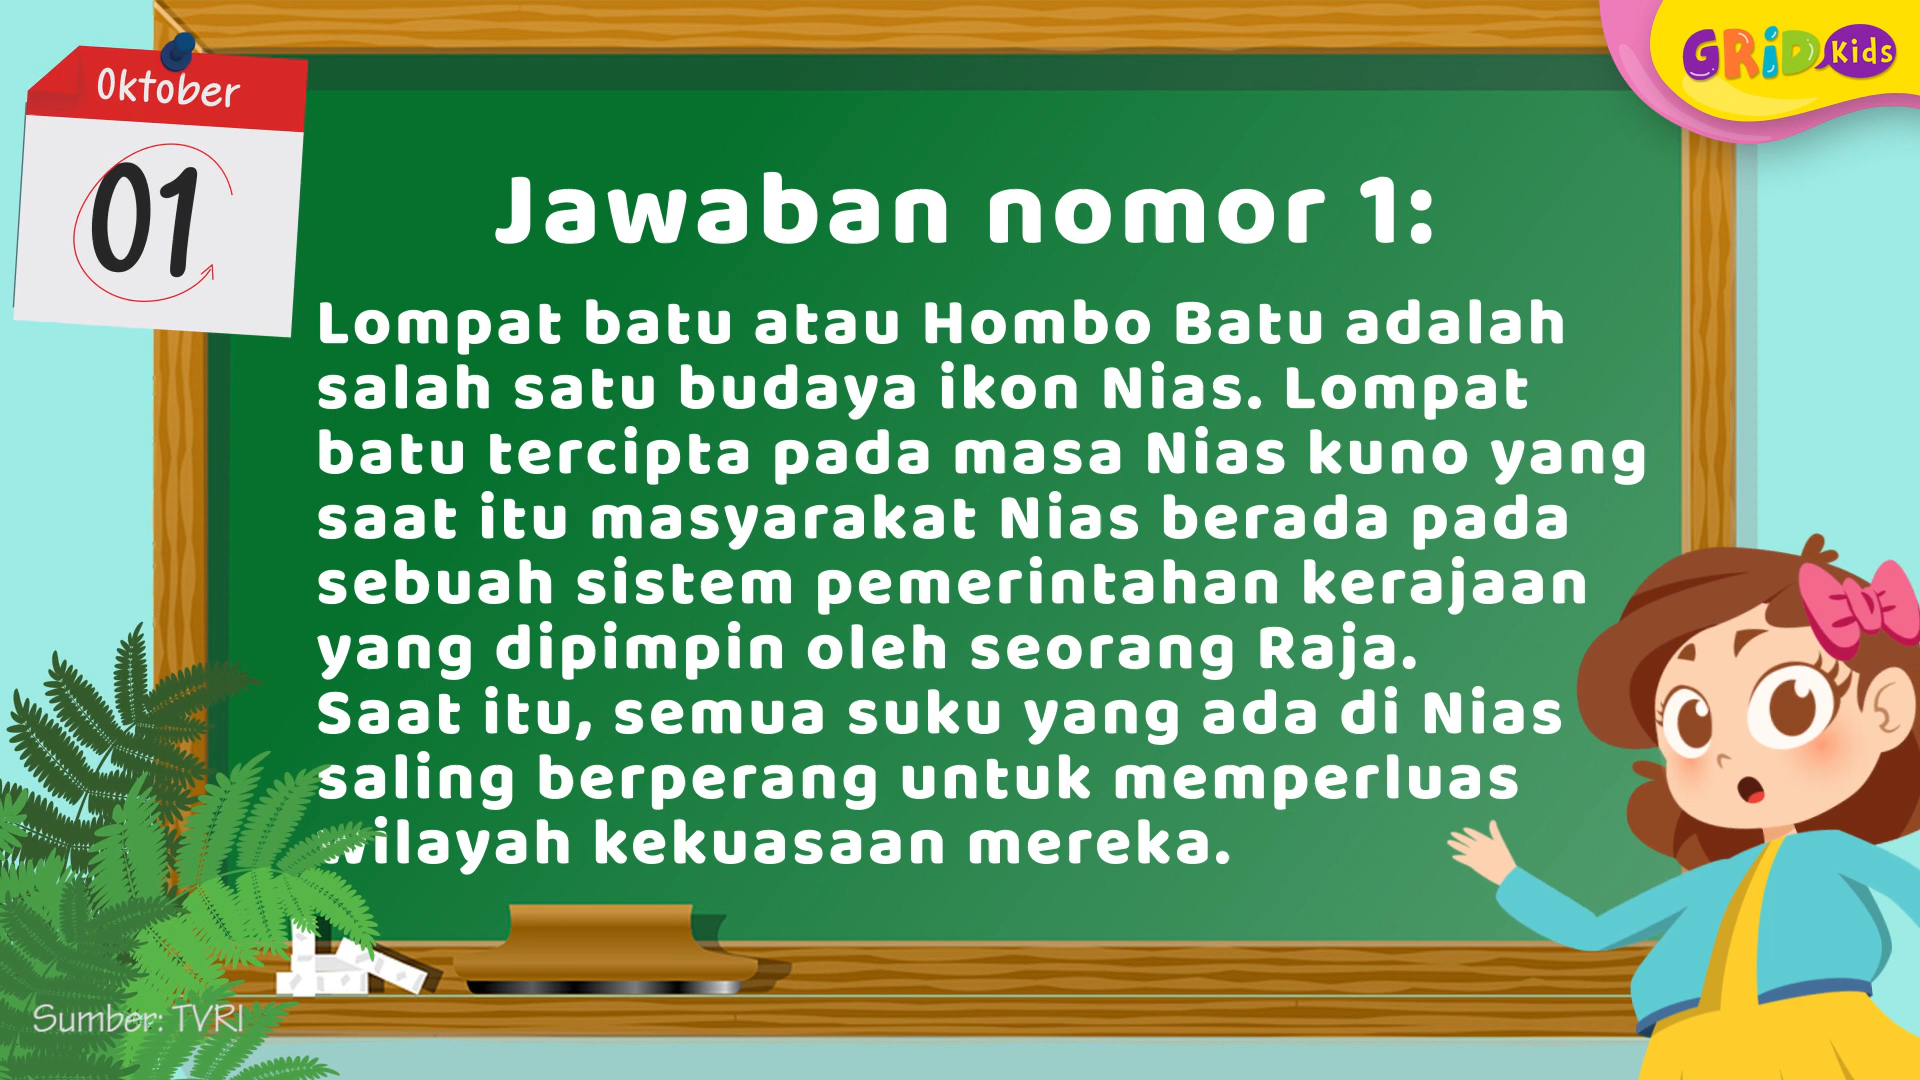 Oktober
01
GRiD Kids
Jawaban nomor 1:
Lompat batu atau Hombo Batu adalah
salah satu budaya ikon Nias. Lompat
batu tercipta pada masa Nias kuno yang
saat itu masyarakat Nias berada pada
sebuah sistem pemerintahan kerajaan
yang dipimpin oleh seorang Raja.
Saat itu, semua suku yang ada di Nias
saling berperang untuk memperluas
wilayah kekuasaan mereka.
Sumber: TVRI